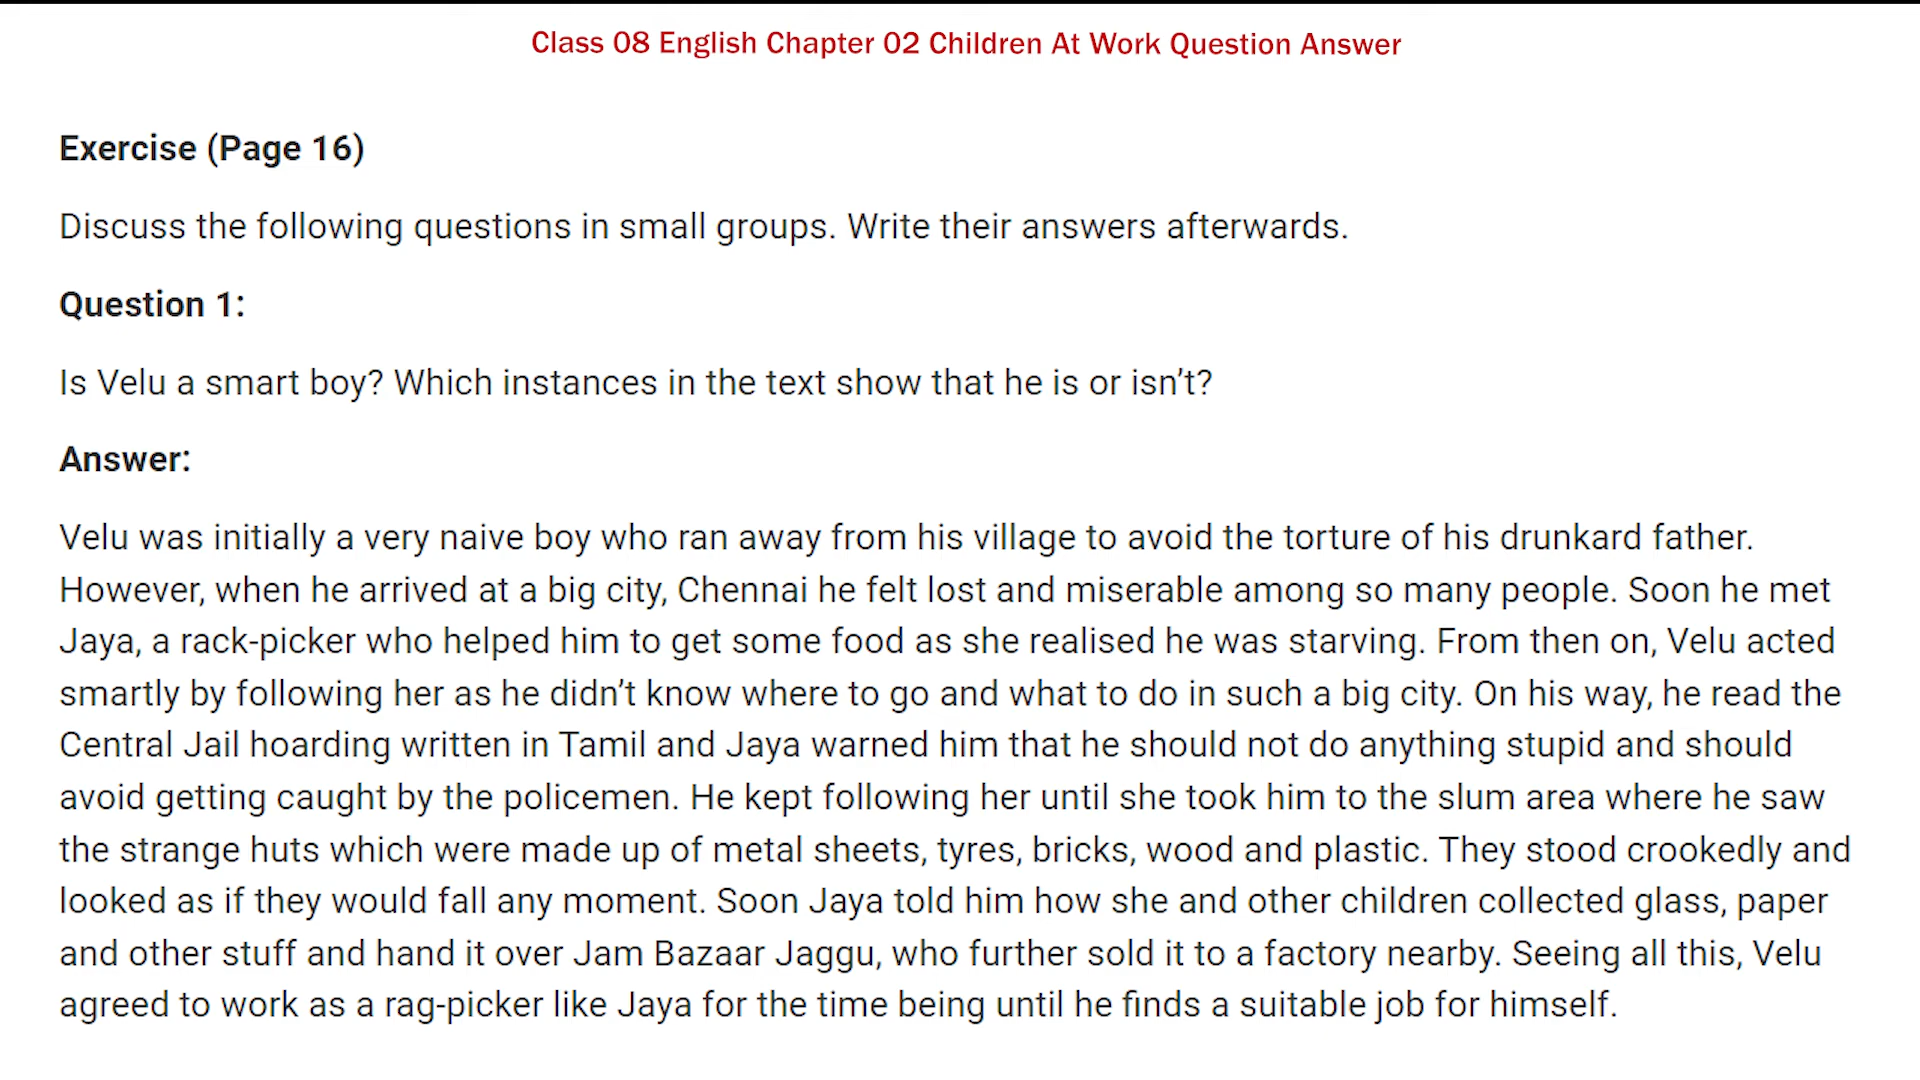 Class 08 English Chapter 02 Children At Work Question Answer
Exercise (Page 16)
Discuss the following questions in small groups. Write their answers afterwards.
Question 1:
Is Velu a smart boy? Which instances in the text show that he is or isn’t?
Answer:
Velu was initially a very naive boy who ran away from his village to avoid the torture of his drunkard father.
However, when he arrived at a big city, Chennai he felt lost and miserable among so many people. Soon he met
Jaya, a rack-picker who helped him to get some food as she realised he was starving. From then on, Velu acted
smartly by following her as he didn’t know where to go and what to do in such a big city. On his way, he read the
Central Jail hoarding written in Tamil and Jaya warned him that he should not do anything stupid and should
avoid getting caught by the policemen. He kept following her until she took him to the slum area where he saw
the strange huts which were made up of metal sheets, tyres, bricks, wood and plastic. They stood crookedly and
looked as if they would fall any moment. Soon Jaya told him how she and other children collected glass, paper
and other stuff and hand it over Jam Bazaar Jaggu, who further sold it to a factory nearby. Seeing all this, Velu
agreed to work as a rag-picker like Jaya for the time being until he finds a suitable job for himself.